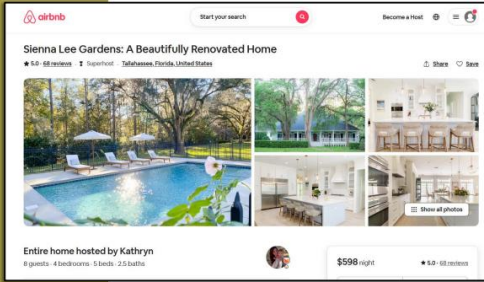 airbnb
Start your search
Become a Host
Sienna Lee Gardens: A Beautifully Renovated Home
★ 5.0 · 68 reviews · Superhost · Tallahassee, Florida, United States
Share Save
Show all photos
Entire home hosted by Kathryn
8 guests · 4 bedrooms · 5 beds · 2.5 baths
$598 night
★ 5.0 · 68 reviews